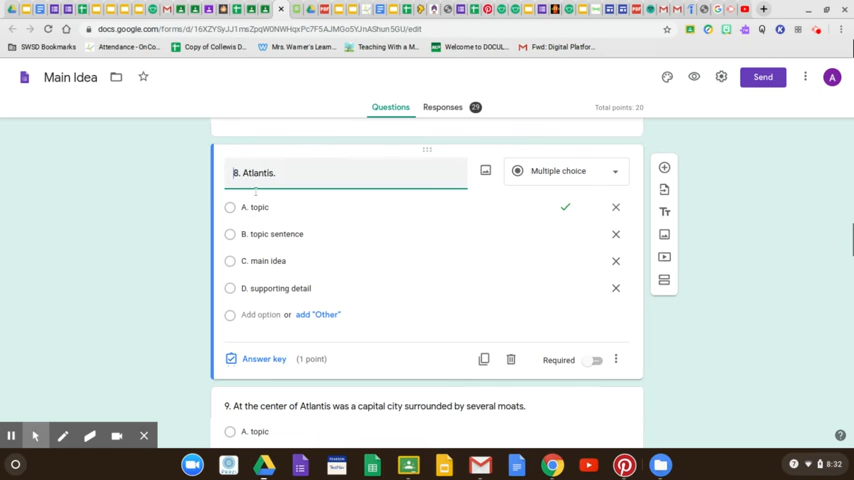 docs.google.com/forms/d/16XZYSyJJ1msZpqW0NWHqxPc7F5AJMGo5YJnAShun5GU/edit
SWSD Bookmarks
Attendance - OnCo...
Copy of Collewis D...
Mrs. Warner's Learn...
Teaching With a M...
Welcome to DOCUL...
Fwd: Digital Platfor...
Main Idea
Send
A
Questions
Responses 29
Total points: 20
8. Atlantis.
Multiple choice
A. topic
B. topic sentence
C. main idea
D. supporting detail
Add option or add "Other"
Answer key (1 point)
Required
9. At the center of Atlantis was a capital city surrounded by several moats.
A. topic
8:32